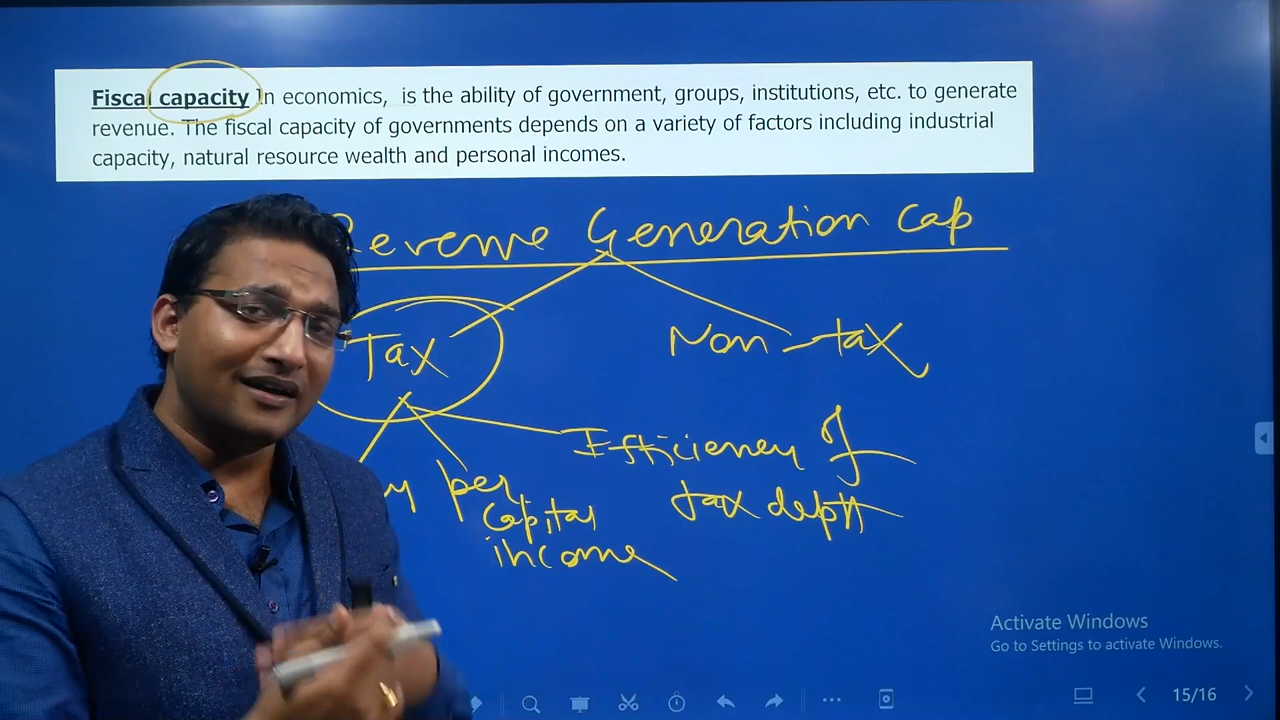 Fiscal capacity In economics, is the ability of government, groups, institutions, etc. to generate
revenue. The fiscal capacity of governments depends on a variety of factors including industrial
capacity, natural resource wealth and personal incomes.
Revenue Generation Cap
Tax Non-tax
Efficiency of
tax deptt
per
Capital
income
Activate Windows
Go to Settings to activate Windows.
15/16